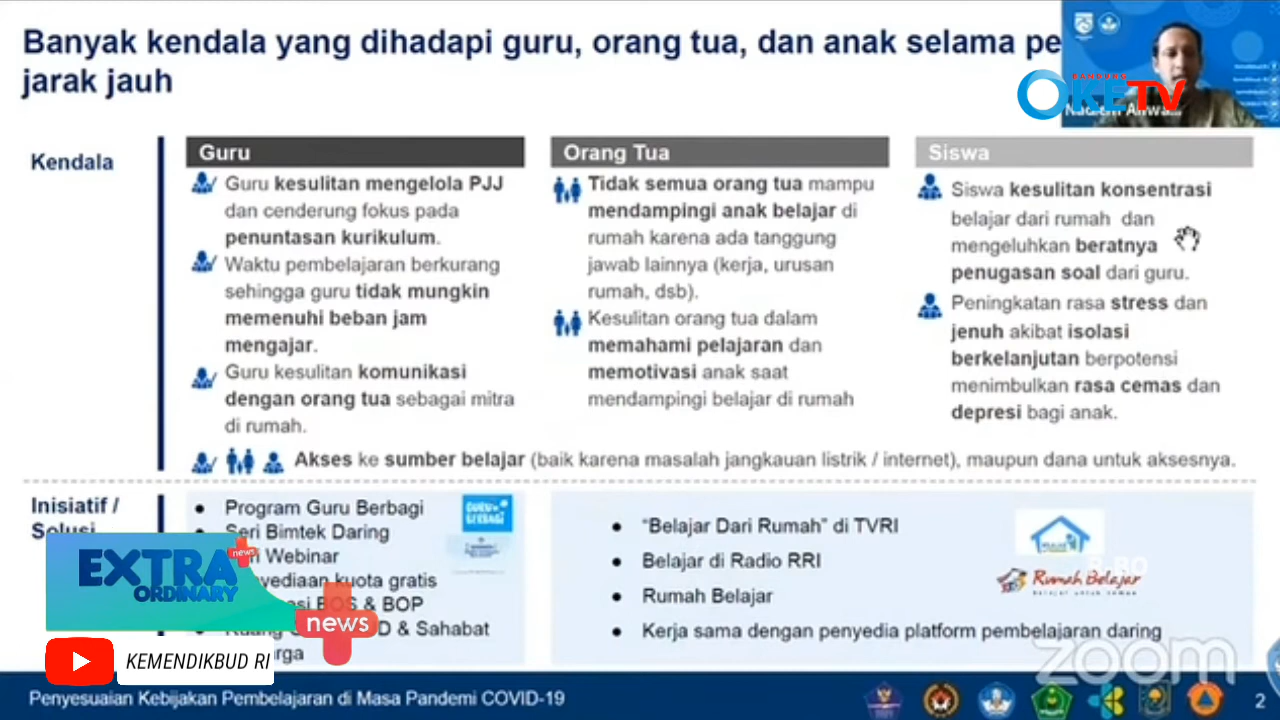 Banyak kendala yang dihadapi guru, orang tua, dan anak selama
jarak jauh
BANDUNG
OKETV
Kendala
Guru
Guru kesulitan mengelola PJJ
dan cenderung fokus pada
penuntasan kurikulum.
Waktu pembelajaran berkurang
sehingga guru tidak mungkin
memenuhi beban jam
mengajar.
Guru kesulitan komunikasi
dengan orang tua sebagai mitra
di rumah.
Orang Tua
Tidak semua orang tua mampu
mendampingi anak belajar di
rumah karena ada tanggung
jawab lainnya (kerja, urusan
rumah, dsb).
Kesulitan orang tua dalam
memahami pelajaran dan
memotivasi anak saat
mendampingi belajar di rumah
Siswa
Siswa kesulitan konsentrasi
belajar dari rumah dan
mengeluhkan beratnya
penugasan soal dari guru.
Peningkatan rasa stress dan
jenuh akibat isolasi
berkelanjutan berpotensi
menimbulkan rasa cemas dan
depresi bagi anak.
Akses ke sumber belajar (baik karena masalah jangkauan listrik / internet), maupun dana untuk aksesnya.
Inisiatif /
Solusi
• Program Guru Berbagi
• Seri Bimtek Daring
Webinar
kuota gratis
BOS & BOP
& Sahabat
GURU
BERBAGI
• “Belajar Dari Rumah” di TVRI
• Belajar di Radio RRI
• Rumah Belajar
• Kerja sama dengan penyedia platform pembelajaran daring
Rumah Belajar
belajar untuk semua
EXTRA
ORDINARY
news
news
KEMENDIKBUD RI
zoom
Penyesuaian Kebijakan Pembelajaran di Masa Pandemi COVID-19
2